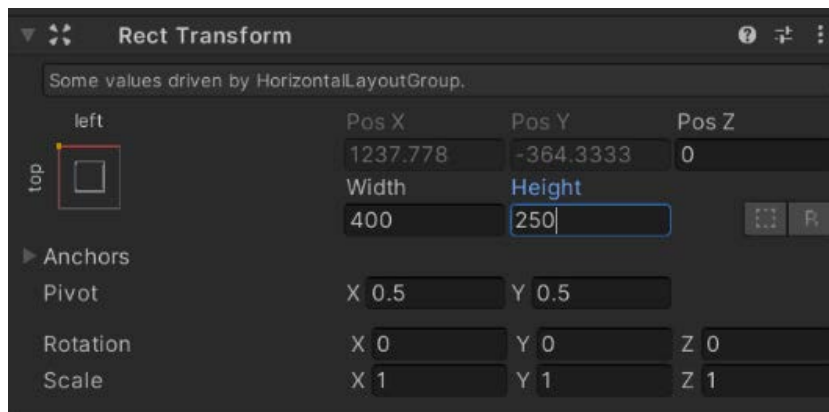 Rect Transform
Some values driven by HorizontalLayoutGroup.
left
top
Pos X Pos Y Pos Z
1237.778 -364.3333 0
Width Height
400 250
R
Anchors
Pivot X 0.5 Y 0.5
Rotation X 0 Y 0 Z 0
Scale X 1 Y 1 Z 1